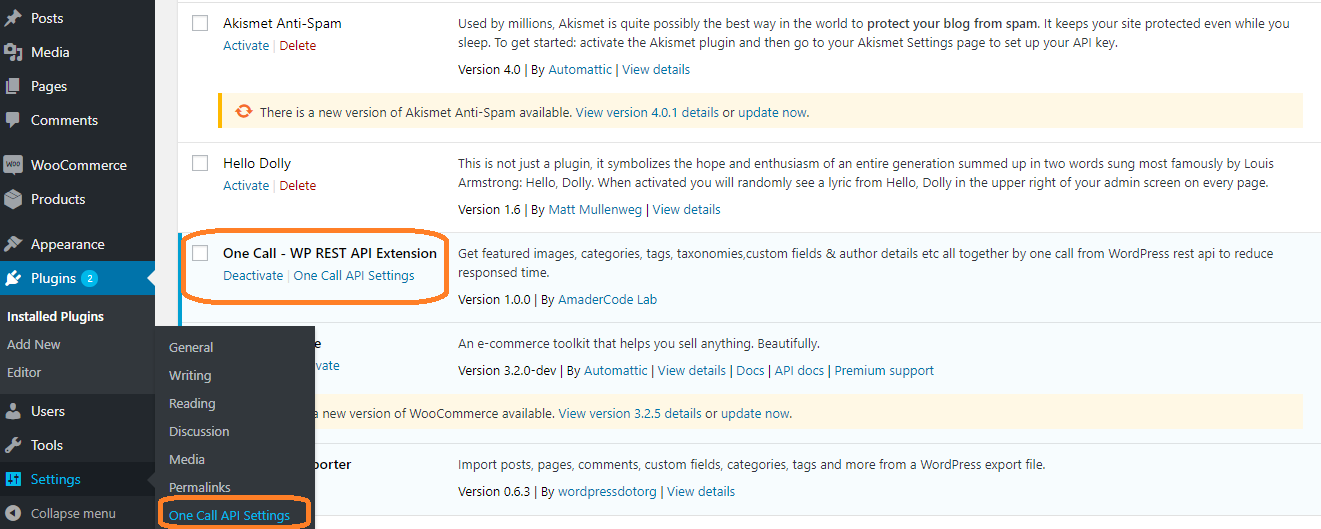 Posts
Media
Pages
Comments
WooCommerce
Products
Appearance
Plugins 2
Installed Plugins
Add New
Editor
Users
Tools
Settings
Collapse menu
General
Writing
Reading
Discussion
Media
Permalinks
One Call API Settings
Akismet Anti-Spam
Activate | Delete
Used by millions, Akismet is quite possibly the best way in the world to protect your blog from spam. It keeps your site protected even while you
sleep. To get started: activate the Akismet plugin and then go to your Akismet Settings page to set up your API key.
Version 4.0 | By Automattic | View details
There is a new version of Akismet Anti-Spam available. View version 4.0.1 details or update now.
Hello Dolly
Activate | Delete
This is not just a plugin, it symbolizes the hope and enthusiasm of an entire generation summed up in two words sung most famously by Louis
Armstrong: Hello, Dolly. When activated you will randomly see a lyric from Hello, Dolly in the upper right of your admin screen on every page.
Version 1.6 | By Matt Mullenweg | View details
One Call - WP REST API Extension
Deactivate | One Call API Settings
Get featured images, categories, tags, taxonomies,custom fields & author details etc all together by one call from WordPress rest api to reduce
responsed time.
Version 1.0.0 | By AmaderCode Lab
e
vate
An e-commerce toolkit that helps you sell anything. Beautifully.
Version 3.2.0-dev | By Automattic | View details | Docs | API docs | Premium support
a new version of WooCommerce available. View version 3.2.5 details or update now.
porter
Import posts, pages, comments, custom fields, categories, tags and more from a WordPress export file.
Version 0.6.3 | By wordpressdotorg | View details